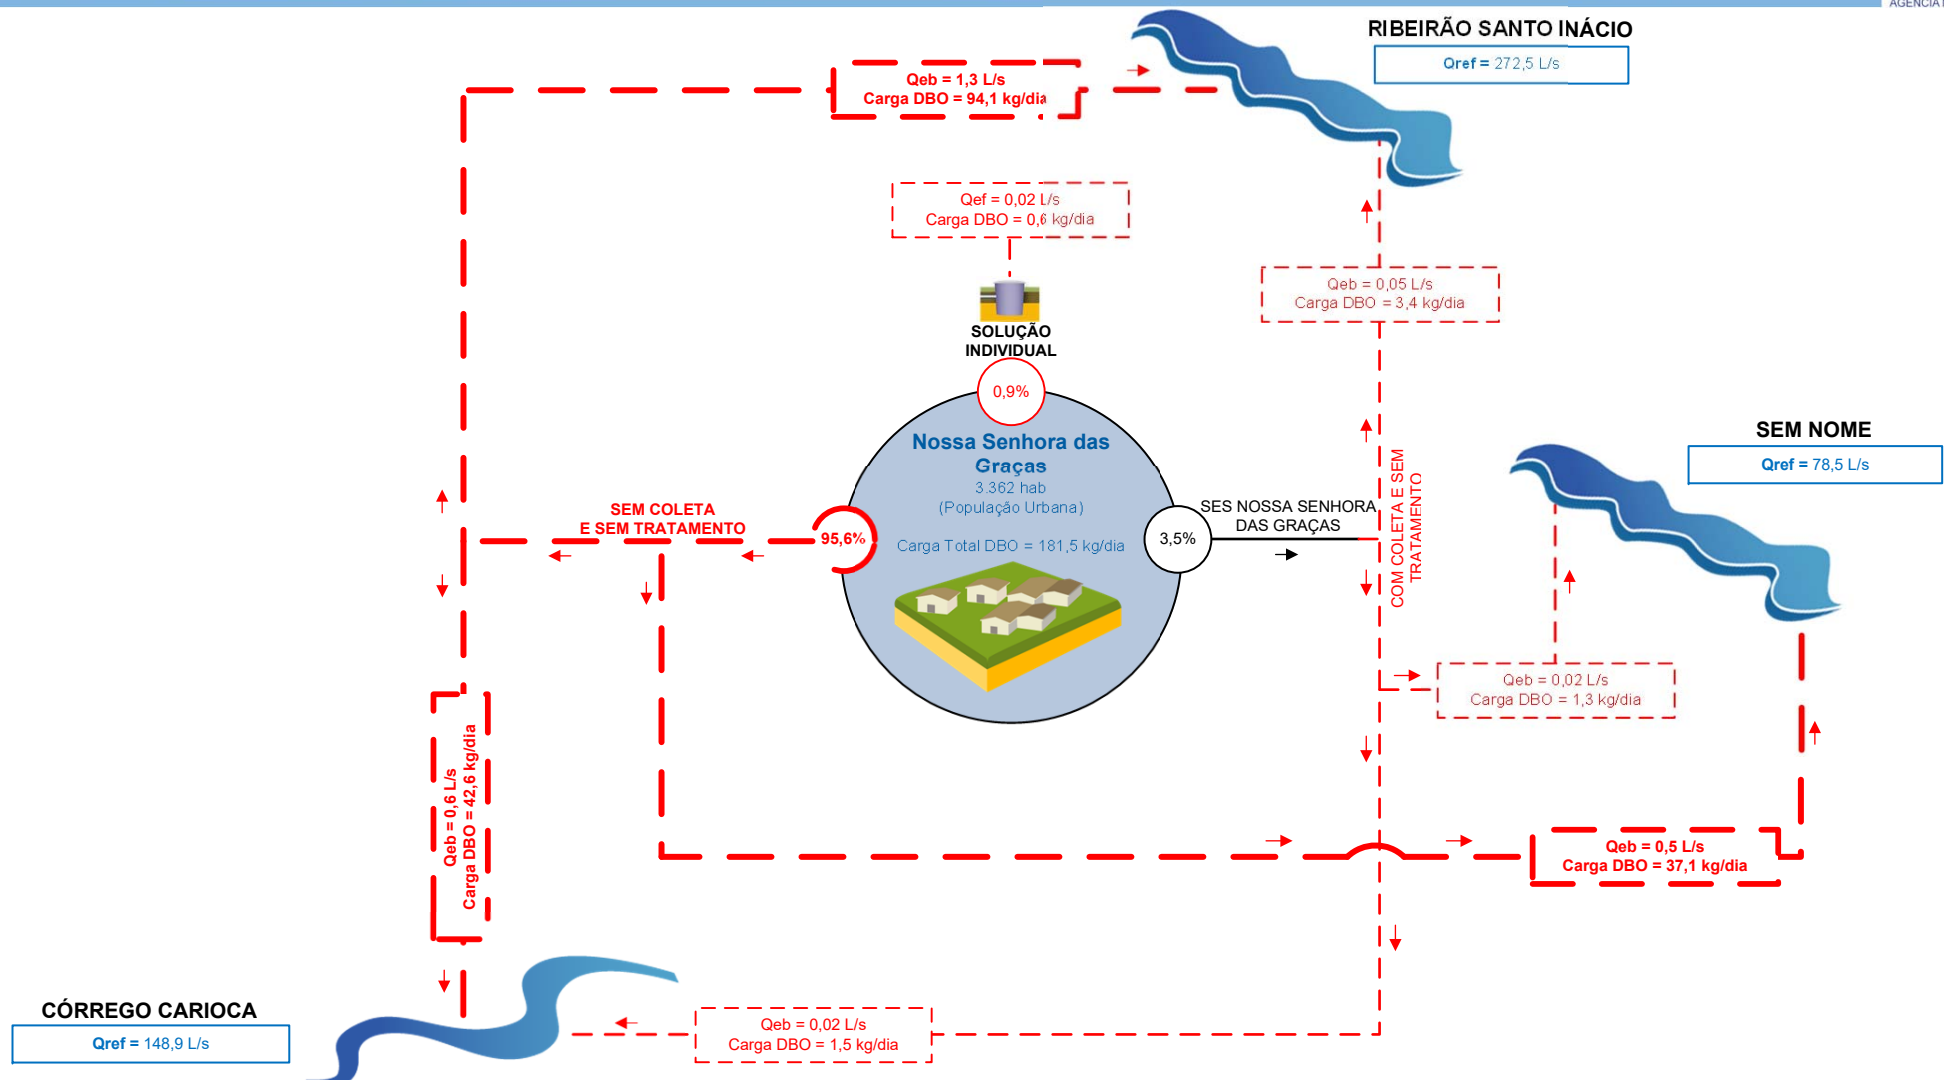 AGÊNCIA
RIBEIRÃO SANTO INÁCIO
Qref = 272,5 L/s
Qeb = 1,3 L/s
Carga DBO = 94,1 kg/dia
Qef = 0,02 L/s
Carga DBO = 0,6 kg/dia
Qeb = 0,05 L/s
Carga DBO = 3,4 kg/dia
SOLUÇÃO
INDIVIDUAL
0,9%
Nossa Senhora das
Graças
3.362 hab
(População Urbana)
Carga Total DBO = 181,5 kg/dia
SEM COLETA
E SEM TRATAMENTO
95,6%
3,5%
SES NOSSA SENHORA
DAS GRAÇAS
COM COLETA E SEM
TRATAMENTO
SEM NOME
Qref = 78,5 L/s
Qeb = 0,02 L/s
Carga DBO = 1,3 kg/dia
Qeb = 0,6 L/s
Carga DBO = 42,6 kg/dia
Qeb = 0,5 L/s
Carga DBO = 37,1 kg/dia
CÓRREGO CARIOCA
Qref = 148,9 L/s
Qeb = 0,02 L/s
Carga DBO = 1,5 kg/dia